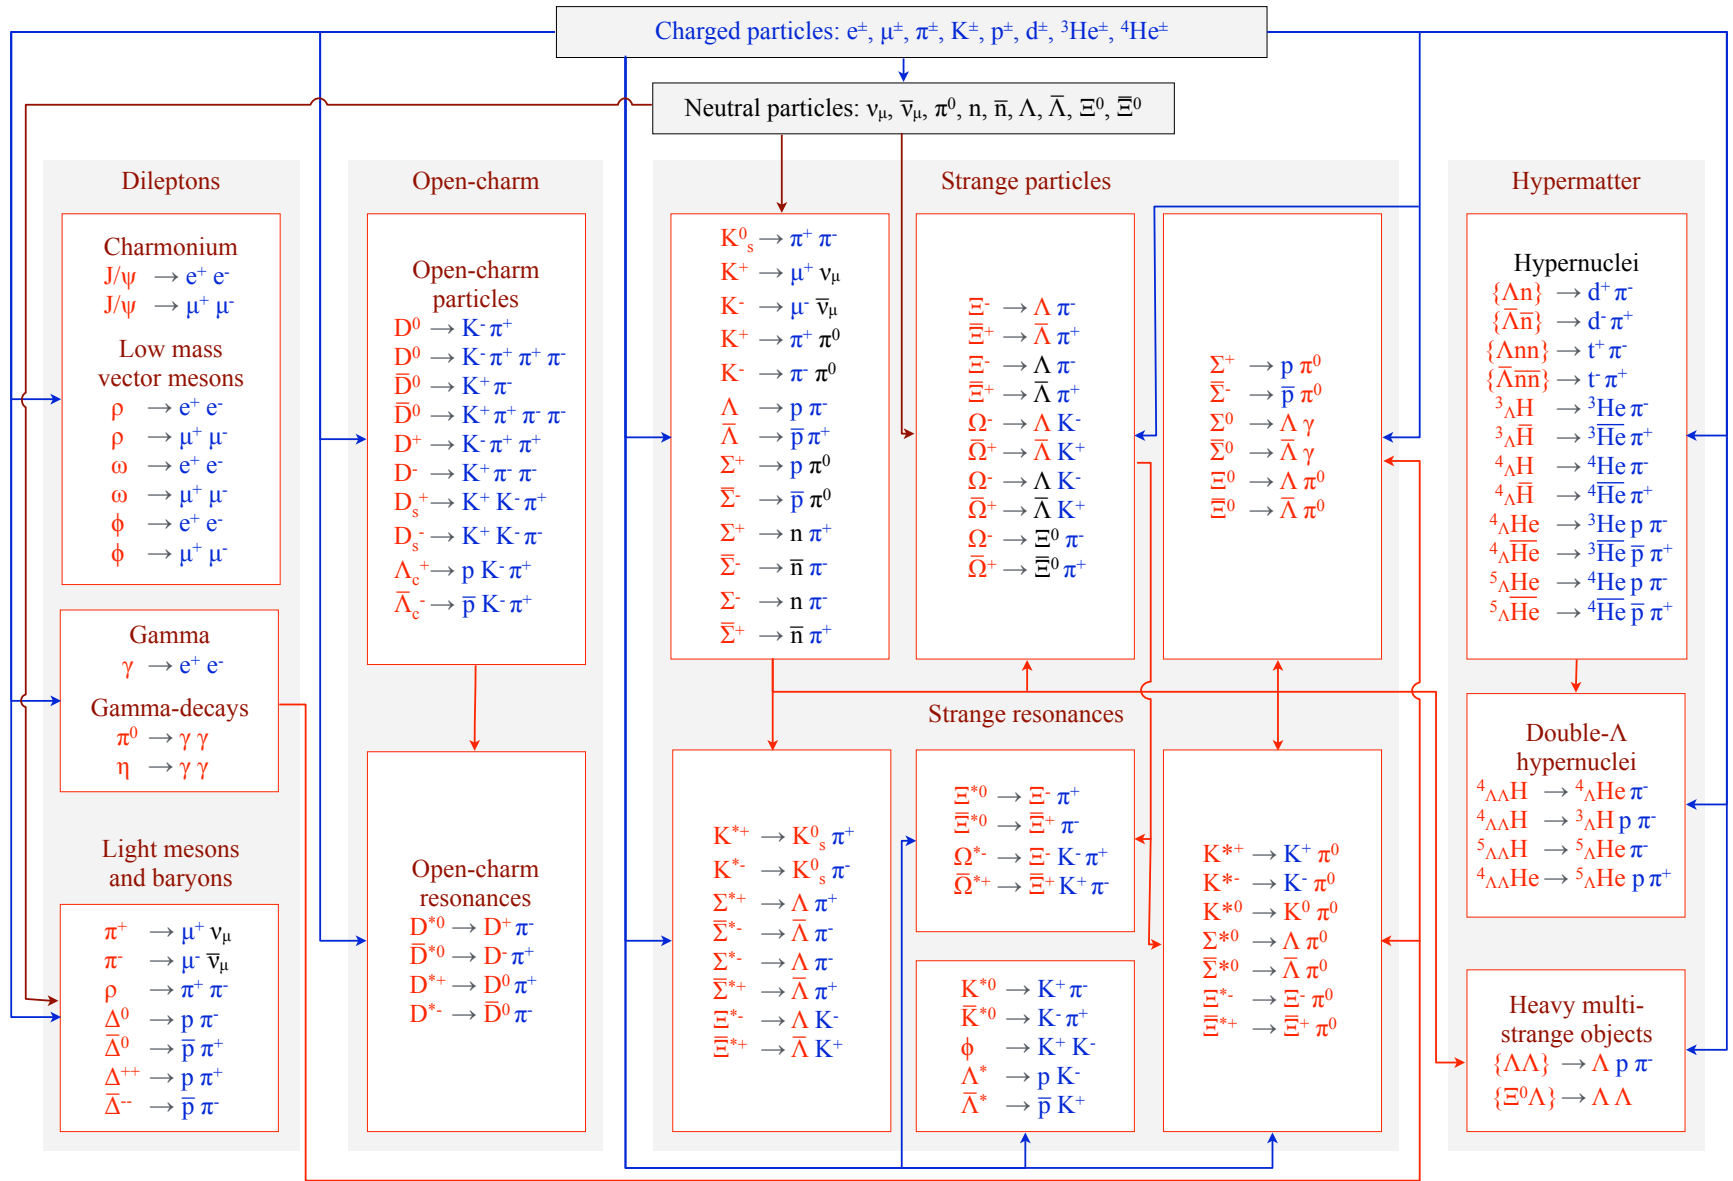 Charged particles: e±, μ±, π±, K±, p±, d±, ³He±, ⁴He±
Neutral particles: νμ, ν̅μ, π⁰, n, n̅, Λ, Λ̅, Ξ⁰, Ξ̅⁰
Dileptons
Charmonium
J/ψ → e⁺ e⁻
J/ψ → μ⁺ μ⁻
Low mass
vector mesons
ρ → e⁺ e⁻
ρ → μ⁺ μ⁻
ω → e⁺ e⁻
ω → μ⁺ μ⁻
ϕ → e⁺ e⁻
ϕ → μ⁺ μ⁻
Gamma
γ → e⁺ e⁻
Gamma-decays
π⁰ → γ γ
η → γ γ
Light mesons
and baryons
π⁺ → μ⁺ νμ
π⁻ → μ⁻ ν̅μ
ρ → π⁺ π⁻
Δ⁰ → p π⁻
Δ̅⁰ → p̅ π⁺
Δ⁺⁺ → p π⁺
Δ̅⁻⁻ → p̅ π⁻
Open-charm
Open-charm
particles
D⁰ → K⁻ π⁺
D⁰ → K⁻ π⁺ π⁺ π⁻
D̅⁰ → K⁺ π⁻
D̅⁰ → K⁺ π⁺ π⁻ π⁻
D⁺ → K⁻ π⁺ π⁺
D⁻ → K⁺ π⁻ π⁻
Ds⁺ → K⁺ K⁻ π⁺
Ds⁻ → K⁺ K⁻ π⁻
Λc⁺ → p K⁻ π⁺
Λ̅c⁻ → p̅ K⁻ π⁺
Open-charm
resonances
D*⁰ → D⁺ π⁻
D̅*⁰ → D⁻ π⁺
D*⁺ → D⁰ π⁺
D*⁻ → D̅⁰ π⁻
Strange particles
K⁰s → π⁺ π⁻
K⁺ → μ⁺ νμ
K⁻ → μ⁻ ν̅μ
K⁺ → π⁺ π⁰
K⁻ → π⁻ π⁰
Λ → p π⁻
Λ̅ → p̅ π⁺
Σ⁺ → p π⁰
Σ̅⁻ → p̅ π⁰
Σ⁺ → n π⁺
Σ̅⁻ → n̅ π⁻
Σ⁻ → n π⁻
Σ̅⁺ → n̅ π⁺
Ξ⁻ → Λ π⁻
Ξ̅⁺ → Λ̅ π⁺
Ξ⁻ → Λ π⁻
Ξ̅⁺ → Λ̅ π⁺
Ω⁻ → Λ K⁻
Ω̅⁺ → Λ̅ K⁺
Ω⁻ → Λ K⁻
Ω̅⁺ → Λ̅ K⁺
Ω⁻ → Ξ⁰ π⁻
Ω̅⁺ → Ξ̅⁰ π⁺
Σ⁺ → p π⁰
Σ̅⁻ → p̅ π⁰
Σ⁰ → Λ γ
Σ̅⁰ → Λ̅ γ
Ξ⁰ → Λ π⁰
Ξ̅⁰ → Λ̅ π⁰
Strange resonances
K*⁺ → K⁰s π⁺
K*⁻ → K⁰s π⁻
Σ*⁺ → Λ π⁺
Σ̅*⁻ → Λ̅ π⁻
Σ*⁻ → Λ π⁻
Σ̅*⁺ → Λ̅ π⁺
Ξ*⁻ → Λ K⁻
Ξ̅*⁺ → Λ̅ K⁺
Ξ*⁰ → Ξ⁻ π⁺
Ξ̅*⁰ → Ξ̅⁺ π⁻
Ω*⁻ → Ξ⁻ K⁻ π⁺
Ω̅*⁺ → Ξ̅⁺ K⁺ π⁻
K*⁰ → K⁺ π⁻
K̅*⁰ → K⁻ π⁺
ϕ → K⁺ K⁻
Λ* → p K⁻
Λ̅* → p̅ K⁺
K*⁺ → K⁺ π⁰
K*⁻ → K⁻ π⁰
K*⁰ → K⁰ π⁰
Σ*⁰ → Λ π⁰
Σ̅*⁰ → Λ̅ π⁰
Ξ*⁻ → Ξ⁻ π⁰
Ξ̅*⁺ → Ξ̅⁺ π⁰
Hypermatter
Hypernuclei
{Λn} → d⁺ π⁻
{Λ̅n̅} → d⁻ π⁺
{Λnn} → t⁺ π⁻
{Λ̅n̅n̅} → t⁻ π⁺
³ΛH → ³He π⁻
³ΛH̅ → ³H̅e̅ π⁺
⁴ΛH → ⁴He π⁻
⁴ΛH̅ → ⁴H̅e̅ π⁺
⁴ΛHe → ³He p π⁻
⁴ΛH̅e̅ → ³H̅e̅ p̅ π⁺
⁵ΛHe → ⁴He p π⁻
⁵ΛH̅e̅ → ⁴H̅e̅ p̅ π⁺
Double-Λ
hypernuclei
⁴ΛΛH → ⁴ΛHe π⁻
⁴ΛΛH → ³ΛH p π⁻
⁵ΛΛH → ⁵ΛHe π⁻
⁴ΛΛHe → ⁵ΛHe p π⁺
Heavy multi-
strange objects
{ΛΛ} → Λ p π⁻
{Ξ⁰Λ} → Λ Λ